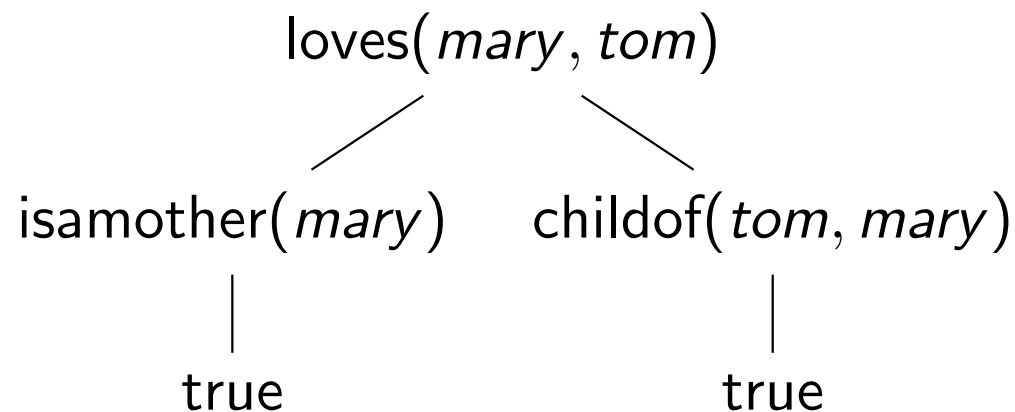 loves(mary, tom)
isamother(mary) childof(tom, mary)
true true